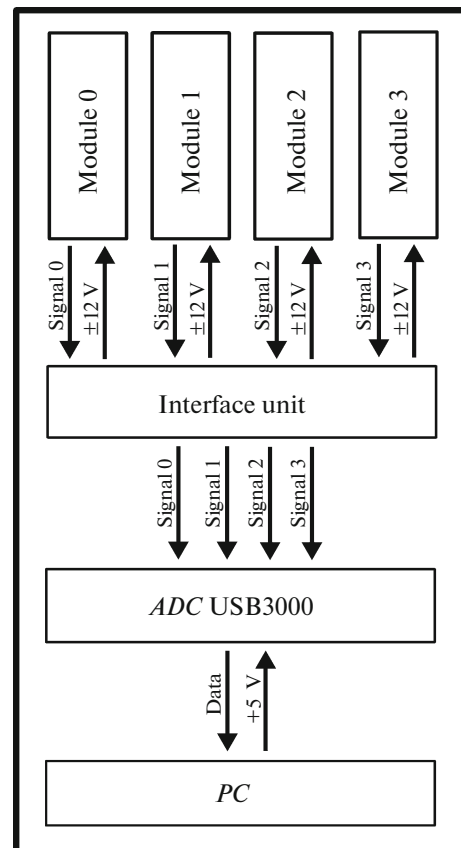 Module 0
Module 1
Module 2
Module 3
Signal 0
±12 V
Signal 1
±12 V
Signal 2
±12 V
Signal 3
±12 V
Interface unit
Signal 0
Signal 1
Signal 2
Signal 3
ADC USB3000
Data
+5 V
PC